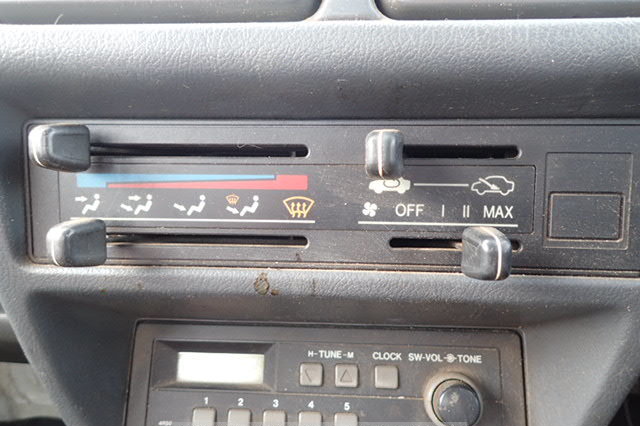 OFF I II MAX
H-TUNE-M CLOCK SW-VOL-TONE
1 2 3 4 5